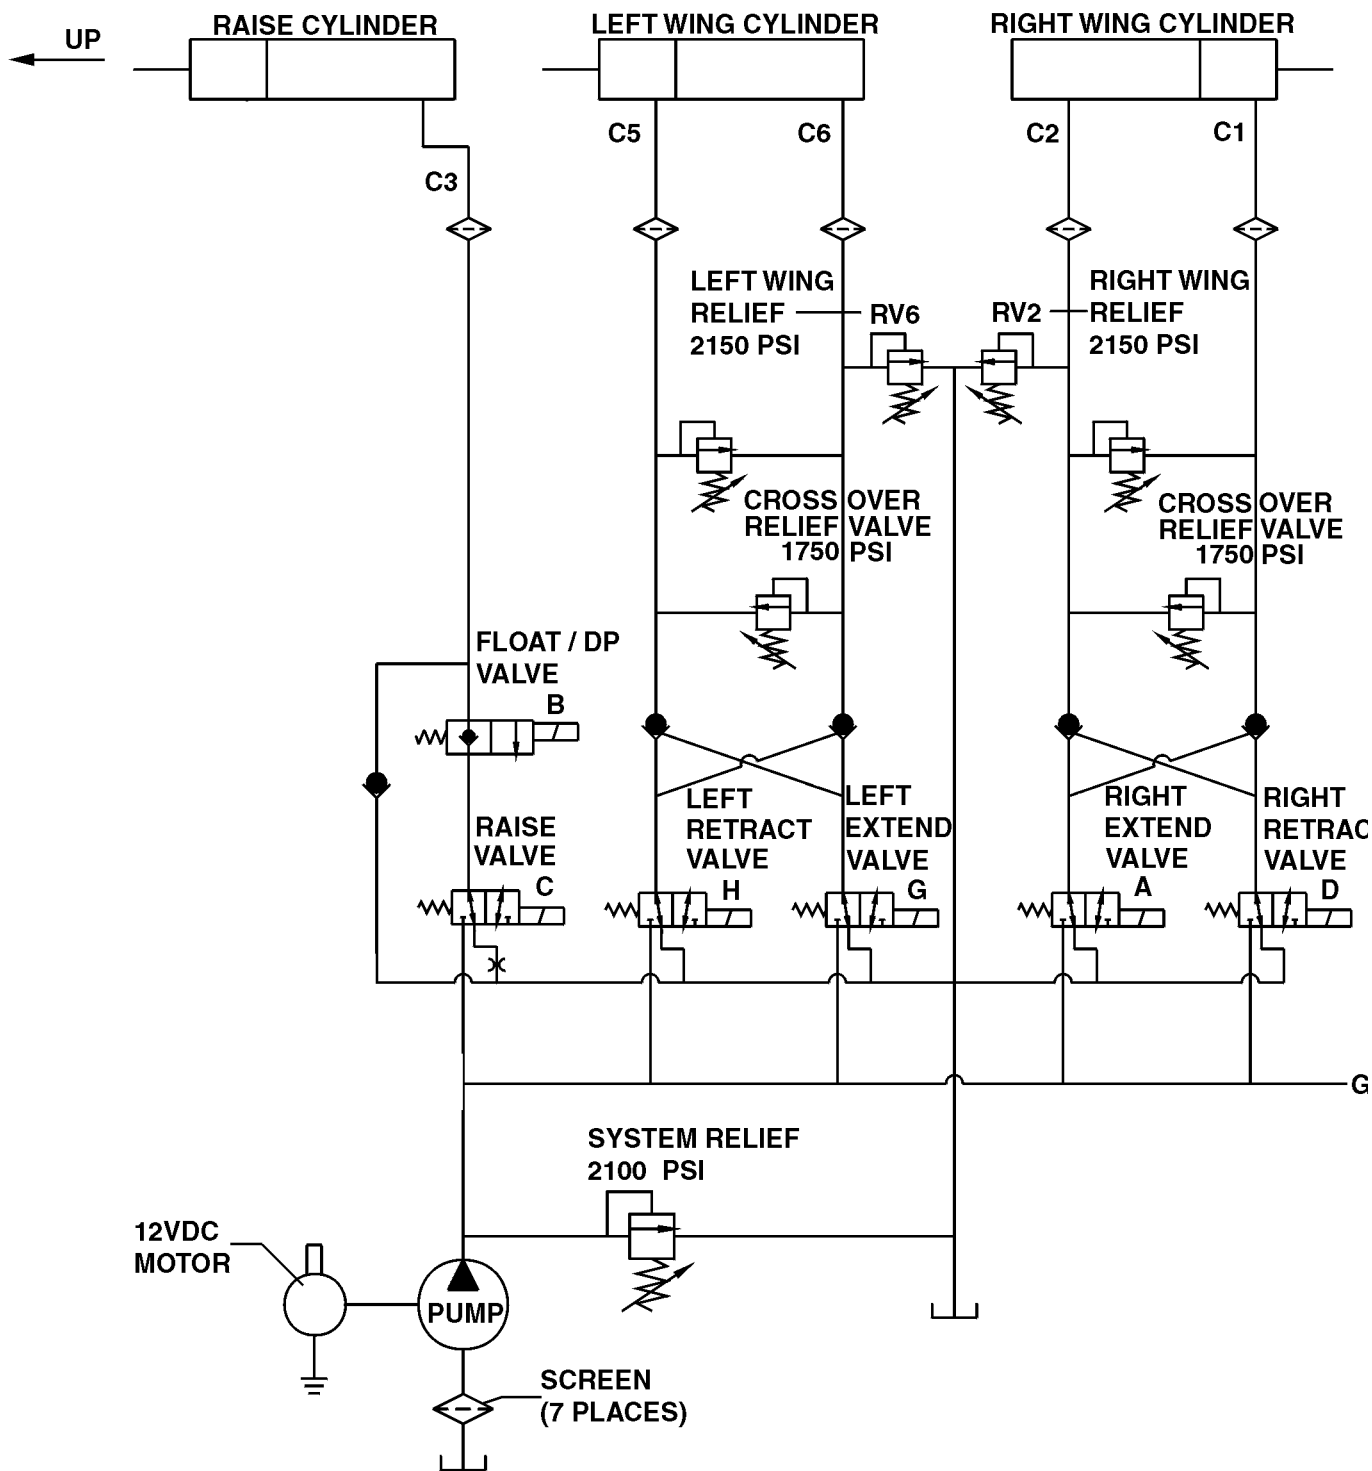 RAISE CYLINDER
LEFT WING CYLINDER
RIGHT WING CYLINDER
UP
C5
C6
C2
C1
C3
LEFT WING
RELIEF
2150 PSI
RV6
RV2
RIGHT WING
RELIEF
2150 PSI
CROSS OVER
RELIEF VALVE
1750 PSI
CROSS OVER
RELIEF VALVE
1750 PSI
FLOAT / DP
VALVE
B
RAISE
VALVE
C
LEFT
RETRACT
VALVE
H
LEFT
EXTEND
VALVE
G
RIGHT
EXTEND
VALVE
A
RIGHT
RETRAC
VALVE
D
G
SYSTEM RELIEF
2100 PSI
12VDC
MOTOR
PUMP
SCREEN
(7 PLACES)